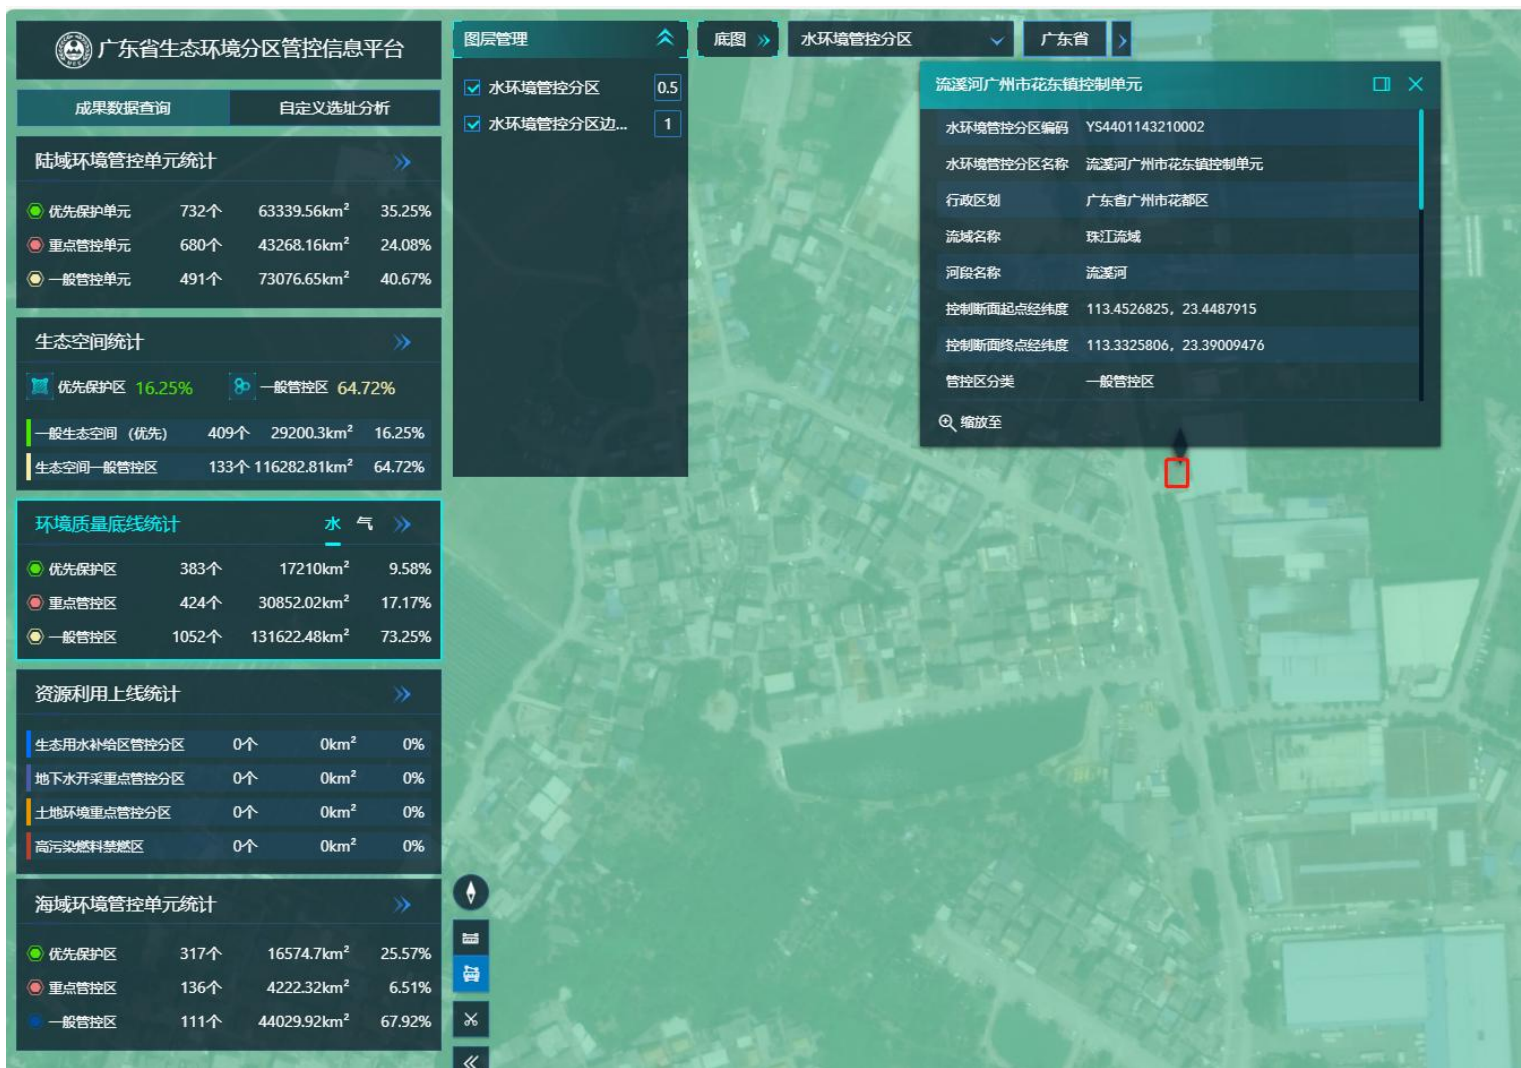 广东省生态环境分区管控信息平台
成果数据查询 自定义选址分析
陆域环境管控单元统计
优先保护单元 732个 63339.56km² 35.25%
重点管控单元 680个 43268.16km² 24.08%
一般管控单元 491个 73076.65km² 40.67%
生态空间统计
优先保护区 16.25% 一般管控区 64.72%
一般生态空间（优先） 409个 29200.3km² 16.25%
生态空间一般管控区 133个 116282.81km² 64.72%
环境质量底线统计 水 气
优先保护区 383个 17210km² 9.58%
重点管控区 424个 30852.02km² 17.17%
一般管控区 1052个 131622.48km² 73.25%
资源利用上线统计
生态用水补给区管控分区 0个 0km² 0%
地下水开采重点管控分区 0个 0km² 0%
土地环境重点管控分区 0个 0km² 0%
高污染燃料禁燃区 0个 0km² 0%
海域环境管控单元统计
优先保护区 317个 16574.7km² 25.57%
重点管控区 136个 4222.32km² 6.51%
一般管控区 111个 44029.92km² 67.92%
图层管理
水环境管控分区 0.5
水环境管控分区边... 1
底图 水环境管控分区 广东省
流溪河广州市花东镇控制单元
水环境管控分区编码 YS4401143210002
水环境管控分区名称 流溪河广州市花东镇控制单元
行政区划 广东省广州市花都区
流域名称 珠江流域
河段名称 流溪河
控制断面起点经纬度 113.4526825，23.4487915
控制断面终点经纬度 113.3325806，23.39009476
管控区分类 一般管控区
缩放至